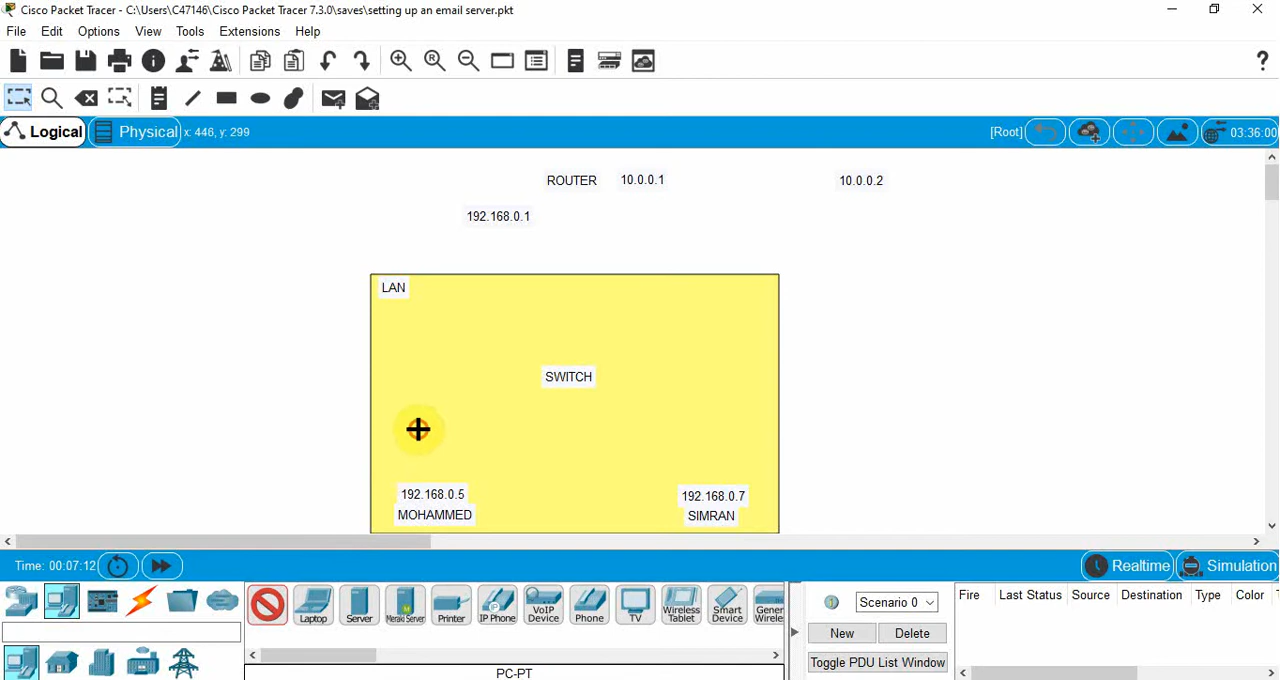 Cisco Packet Tracer - C:\Users\C47146\Cisco Packet Tracer 7.3.0\saves\setting up an email server.pkt
File Edit Options View Tools Extensions Help
?
Logical Physical x: 446, y: 299 [Root] 03:36:00
ROUTER 10.0.0.1 10.0.0.2
192.168.0.1
LAN
SWITCH
192.168.0.5 192.168.0.7
MOHAMMED SIMRAN
Time: 00:07:12 Realtime Simulation
Scenario 0 Fire Last Status Source Destination Type Color
Laptop Server Meraki Server Printer IP Phone VoIP Device Phone TV Wireless Tablet Smart Device
New Delete
Toggle PDU List Window
PC-PT